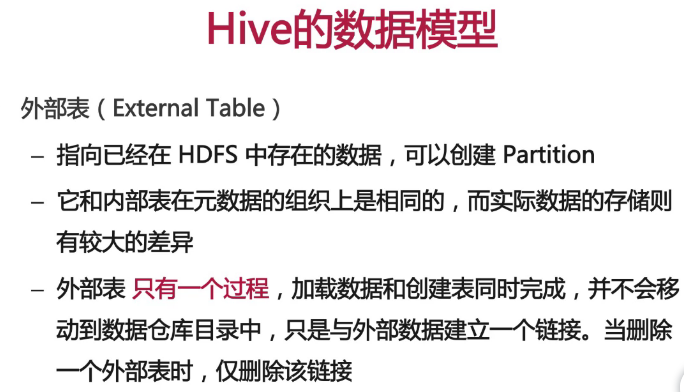 Hive的数据模型
外部表（External Table）
– 指向已经在 HDFS 中存在的数据，可以创建 Partition
– 它和内部表在元数据的组织上是相同的，而实际数据的存储则
有较大的差异
– 外部表 只有一个过程，加载数据和创建表同时完成，并不会移
动到数据仓库目录中，只是与外部数据建立一个链接。当删除
一个外部表时，仅删除该链接